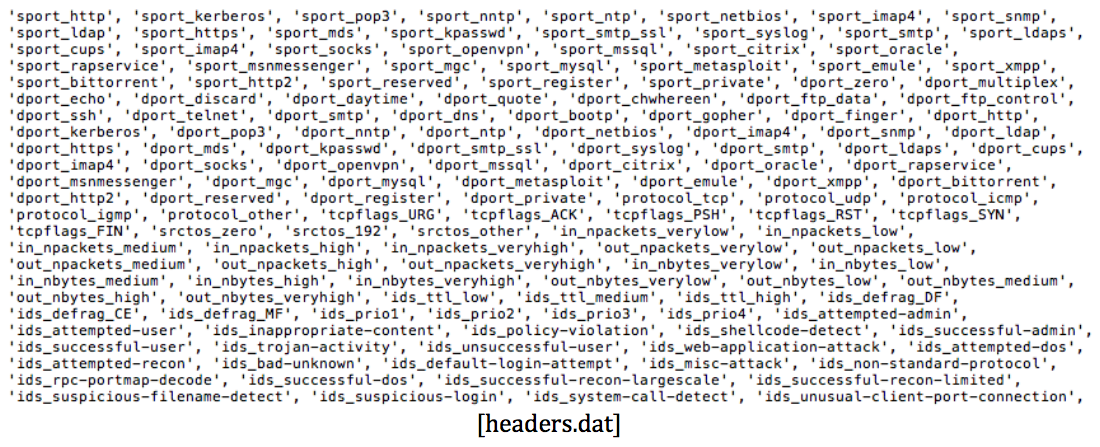 'sport_http', 'sport_kerberos', 'sport_pop3', 'sport_nntp', 'sport_ntp', 'sport_netbios', 'sport_imap4', 'sport_snmp',
'sport_ldap', 'sport_https', 'sport_mds', 'sport_kpasswd', 'sport_smtp_ssl', 'sport_syslog', 'sport_smtp', 'sport_ldaps',
'sport_cups', 'sport_imap4', 'sport_socks', 'sport_openvpn', 'sport_mssql', 'sport_citrix', 'sport_oracle',
'sport_rapservice', 'sport_msnmessenger', 'sport_mgc', 'sport_mysql', 'sport_metasploit', 'sport_emule', 'sport_xmpp',
'sport_bittorrent', 'sport_http2', 'sport_reserved', 'sport_register', 'sport_private', 'dport_zero', 'dport_multiplex',
'dport_echo', 'dport_discard', 'dport_daytime', 'dport_quote', 'dport_chwhereen', 'dport_ftp_data', 'dport_ftp_control',
'dport_ssh', 'dport_telnet', 'dport_smtp', 'dport_dns', 'dport_bootp', 'dport_gopher', 'dport_finger', 'dport_http',
'dport_kerberos', 'dport_pop3', 'dport_nntp', 'dport_ntp', 'dport_netbios', 'dport_imap4', 'dport_snmp', 'dport_ldap',
'dport_https', 'dport_mds', 'dport_kpasswd', 'dport_smtp_ssl', 'dport_syslog', 'dport_smtp', 'dport_ldaps', 'dport_cups',
'dport_imap4', 'dport_socks', 'dport_openvpn', 'dport_mssql', 'dport_citrix', 'dport_oracle', 'dport_rapservice',
'dport_msnmessenger', 'dport_mgc', 'dport_mysql', 'dport_metasploit', 'dport_emule', 'dport_xmpp', 'dport_bittorrent',
'dport_http2', 'dport_reserved', 'dport_register', 'dport_private', 'protocol_tcp', 'protocol_udp', 'protocol_icmp',
'protocol_igmp', 'protocol_other', 'tcpflags_URG', 'tcpflags_ACK', 'tcpflags_PSH', 'tcpflags_RST', 'tcpflags_SYN',
'tcpflags_FIN', 'srctos_zero', 'srctos_192', 'srctos_other', 'in_npackets_verylow', 'in_npackets_low',
'in_npackets_medium', 'in_npackets_high', 'in_npackets_veryhigh', 'out_npackets_verylow', 'out_npackets_low',
'out_npackets_medium', 'out_npackets_high', 'out_npackets_veryhigh', 'in_nbytes_verylow', 'in_nbytes_low',
'in_nbytes_medium', 'in_nbytes_high', 'in_nbytes_veryhigh', 'out_nbytes_verylow', 'out_nbytes_low', 'out_nbytes_medium',
'out_nbytes_high', 'out_nbytes_veryhigh', 'ids_ttl_low', 'ids_ttl_medium', 'ids_ttl_high', 'ids_defrag_DF',
'ids_defrag_CE', 'ids_defrag_MF', 'ids_prio1', 'ids_prio2', 'ids_prio3', 'ids_prio4', 'ids_attempted-admin',
'ids_attempted-user', 'ids_inappropriate-content', 'ids_policy-violation', 'ids_shellcode-detect', 'ids_successful-admin',
'ids_successful-user', 'ids_trojan-activity', 'ids_unsuccessful-user', 'ids_web-application-attack', 'ids_attempted-dos',
'ids_attempted-recon', 'ids_bad-unknown', 'ids_default-login-attempt', 'ids_misc-attack', 'ids_non-standard-protocol',
'ids_rpc-portmap-decode', 'ids_successful-dos', 'ids_successful-recon-largescale', 'ids_successful-recon-limited',
'ids_suspicious-filename-detect', 'ids_suspicious-login', 'ids_system-call-detect', 'ids_unusual-client-port-connection',
[headers.dat]